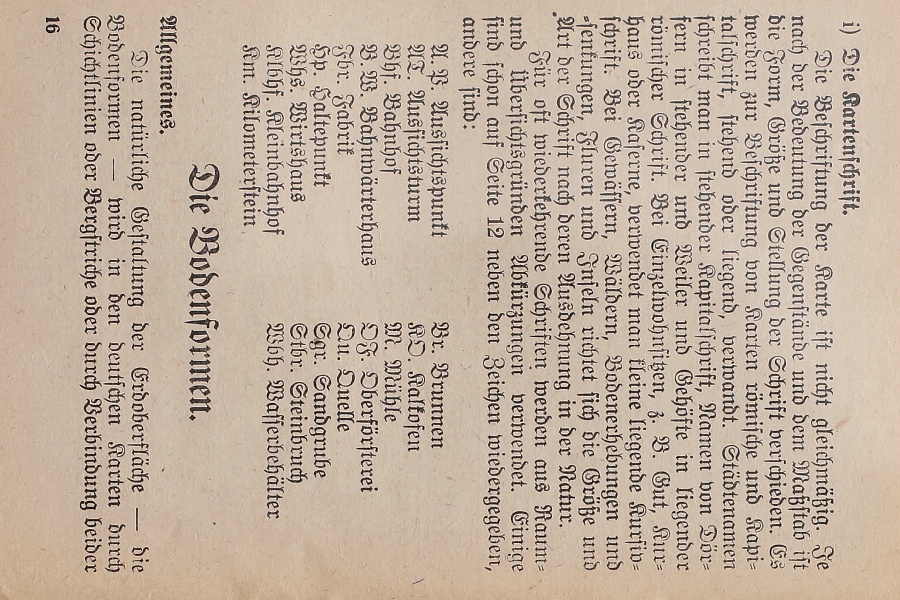 i) Die Kartenschrift.
Die Beschriftung der Karte ist nicht gleichmäßig. Je
nach der Bedeutung der Gegenstände und dem Maßstab ist
die Form, Größe und Stellung der Schrift verschieden. Es
werden zur Beschriftung von Karten römische und Kapi-
talschrift, stehend oder liegend, verwandt. Städtenamen
schreibt man in stehender Kapitalschrift, Namen von Dör-
fern in stehender und Weiler und Gehöfte in liegender
römischer Schrift. Bei Einzelwohnsitzen, z. B. Gut, Kur-
haus oder Kaserne, verwendet man kleine liegende Kursiv-
schrift. Bei Gewässern, Wäldern, Bodenerhebungen und
-senkungen, Fluren und Inseln richtet sich die Größe und
Art der Schrift nach deren Ausdehnung in der Natur.
Für oft wiederkehrende Schriften werden aus Raum-
und Übersichtsgründen Abkürzungen verwendet. Einige
sind schon auf Seite 12 neben den Zeichen wiedergegeben,
andere sind:
A. P. Aussichtspunkt
AT. Aussichtsturm
Bhf. Bahnhof
B. W. Bahnwärterhaus
Fbr. Fabrik
Hp. Haltepunkt
Whs. Wirtshaus
Klbhf. Kleinbahnhof
Km. Kilometerstein
Br. Brunnen
KO Kalkofen
M. Mühle
OF Oberförsterei
Qu. Quelle
Sgr. Sandgrube
Stbr. Steinbruch
Wbh. Wasserbehälter
Die Bodenformen.
Allgemeines.
Die natürliche Gestaltung der Erdoberfläche — die
Bodenformen — wird in den deutschen Karten durch
Schichtlinien oder Bergstriche oder durch Verbindung beider
16